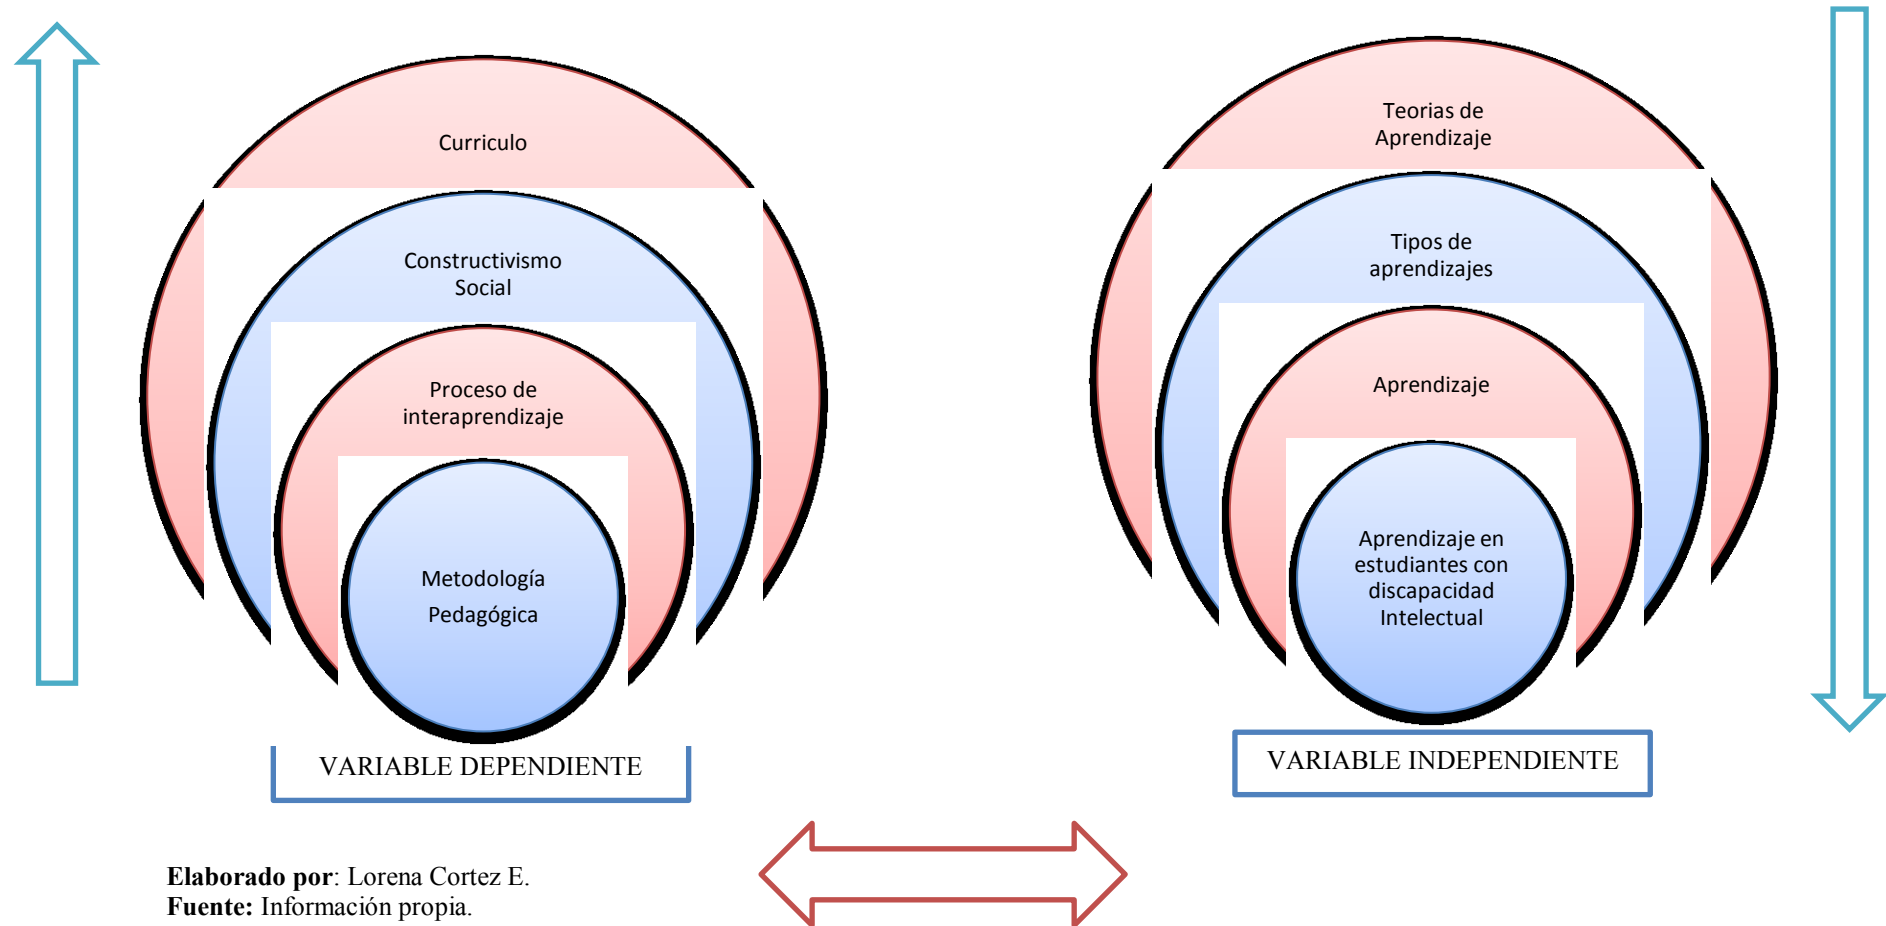 Curriculo
Constructivismo
Social
Proceso de
interaprendizaje
Metodología
Pedagógica
VARIABLE DEPENDIENTE
Teorias de
Aprendizaje
Tipos de
aprendizajes
Aprendizaje
Aprendizaje en
estudiantes con
discapacidad
Intelectual
VARIABLE INDEPENDIENTE
Elaborado por: Lorena Cortez E.
Fuente: Información propia.